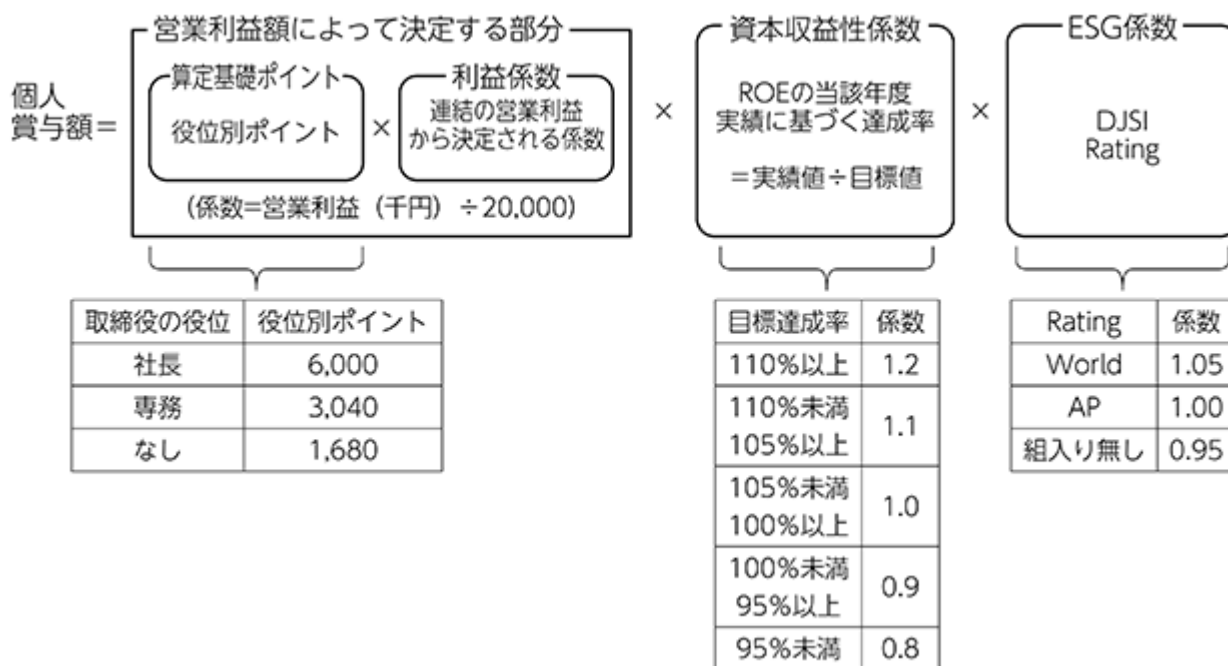 営業利益額によって決定する部分
算定基礎ポイント
役位別ポイント
×
利益係数
連結の営業利益
から決定される係数
(係数=営業利益(千円)÷20,000)
個人
賞与額=
×
資本収益性係数
ROEの当該年度
実績に基づく達成率
=実績値÷目標値
×
ESG係数
DJSI
Rating
取締役の役位 役位別ポイント
社長 6,000
専務 3,040
なし 1,680
目標達成率 係数
110%以上 1.2
110%未満
105%以上 1.1
105%未満
100%以上 1.0
100%未満
95%以上 0.9
95%未満 0.8
Rating 係数
World 1.05
AP 1.00
組入り無し 0.95